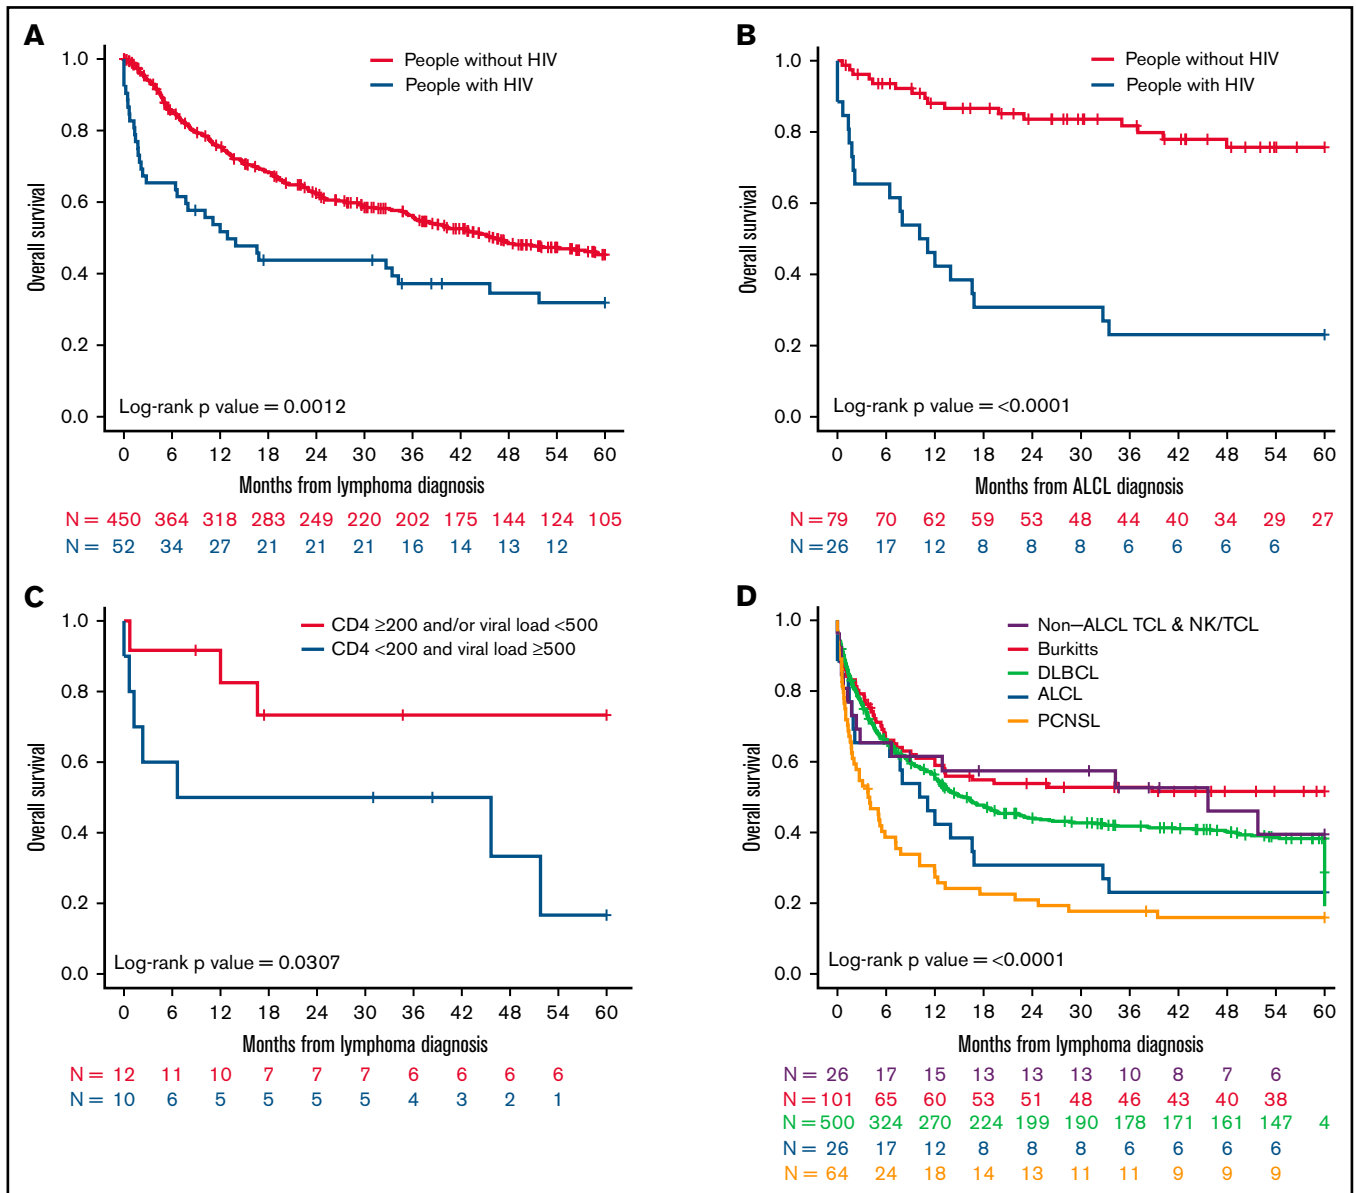 A
1.0
0.8
0.6
0.4
0.2
0.0
Overall survival
People without HIV
People with HIV
Log-rank p value = 0.0012
0 6 12 18 24 30 36 42 48 54 60
Months from lymphoma diagnosis
N = 450 364 318 283 249 220 202 175 144 124 105
N = 52 34 27 21 21 21 16 14 13 12
B
1.0
0.8
0.6
0.4
0.2
0.0
Overall survival
People without HIV
People with HIV
Log-rank p value = <0.0001
0 6 12 18 24 30 36 42 48 54 60
Months from ALCL diagnosis
N = 79 70 62 59 53 48 44 40 34 29 27
N = 26 17 12 8 8 8 6 6 6 6
C
1.0
0.8
0.6
0.4
0.2
0.0
Overall survival
CD4 ≥200 and/or viral load <500
CD4 <200 and viral load ≥500
Log-rank p value = 0.0307
0 6 12 18 24 30 36 42 48 54 60
Months from lymphoma diagnosis
N = 12 11 10 7 7 7 6 6 6 6
N = 10 6 5 5 5 5 4 3 2 1
D
1.0
0.8
0.6
0.4
0.2
0.0
Overall survival
Non–ALCL TCL & NK/TCL
Burkitts
DLBCL
ALCL
PCNSL
Log-rank p value = <0.0001
0 6 12 18 24 30 36 42 48 54 60
Months from lymphoma diagnosis
N = 26 17 15 13 13 13 10 8 7 6
N = 101 65 60 53 51 48 46 43 40 38
N = 500 324 270 224 199 190 178 171 161 147 4
N = 26 17 12 8 8 8 6 6 6 6
N = 64 24 18 14 13 11 11 9 9 9